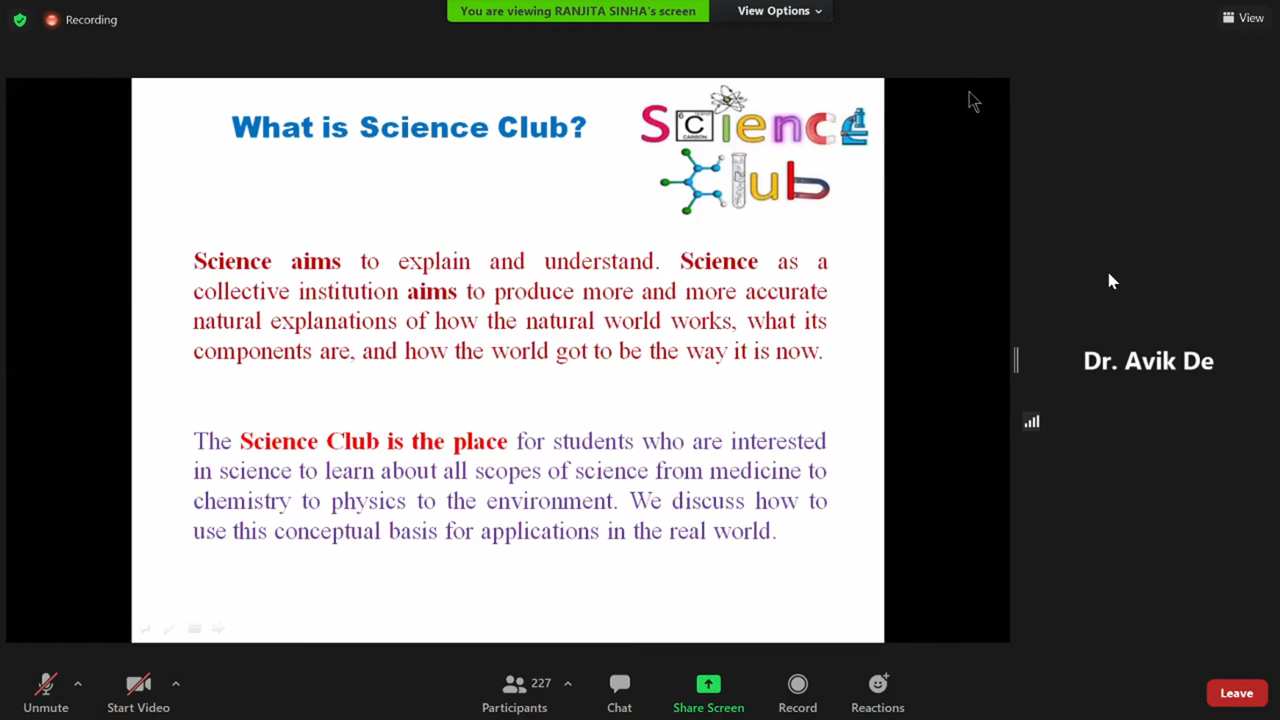 You are viewing RANJITA SINHA's screen
View Options
Recording
View
What is Science Club?
6
C
CARBON
Science
Club
Science aims to explain and understand. Science as a
collective institution aims to produce more and more accurate
natural explanations of how the natural world works, what its
components are, and how the world got to be the way it is now.
The Science Club is the place for students who are interested
in science to learn about all scopes of science from medicine to
chemistry to physics to the environment. We discuss how to
use this conceptual basis for applications in the real world.
Dr. Avik De
227
Unmute
Start Video
Participants
Chat
Share Screen
Record
Reactions
Leave